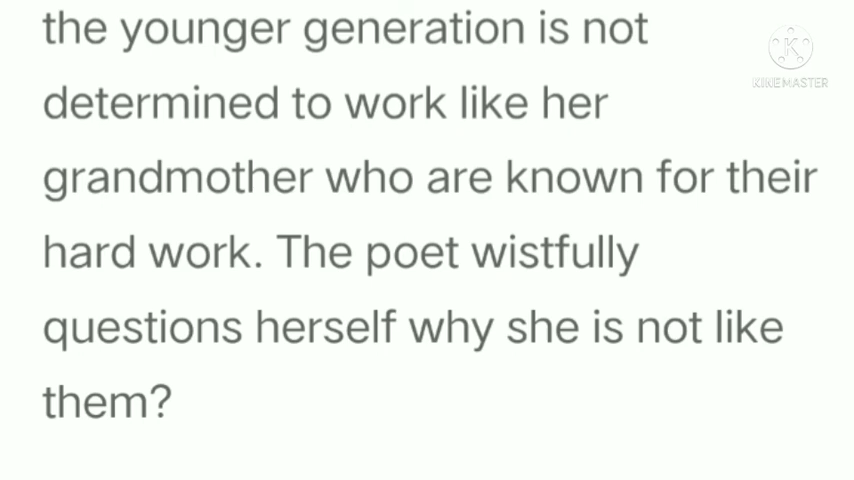 the younger generation is not
KINEMASTER
determined to work like her
grandmother who are known for their
hard work. The poet wistfully
questions herself why she is not like
them?